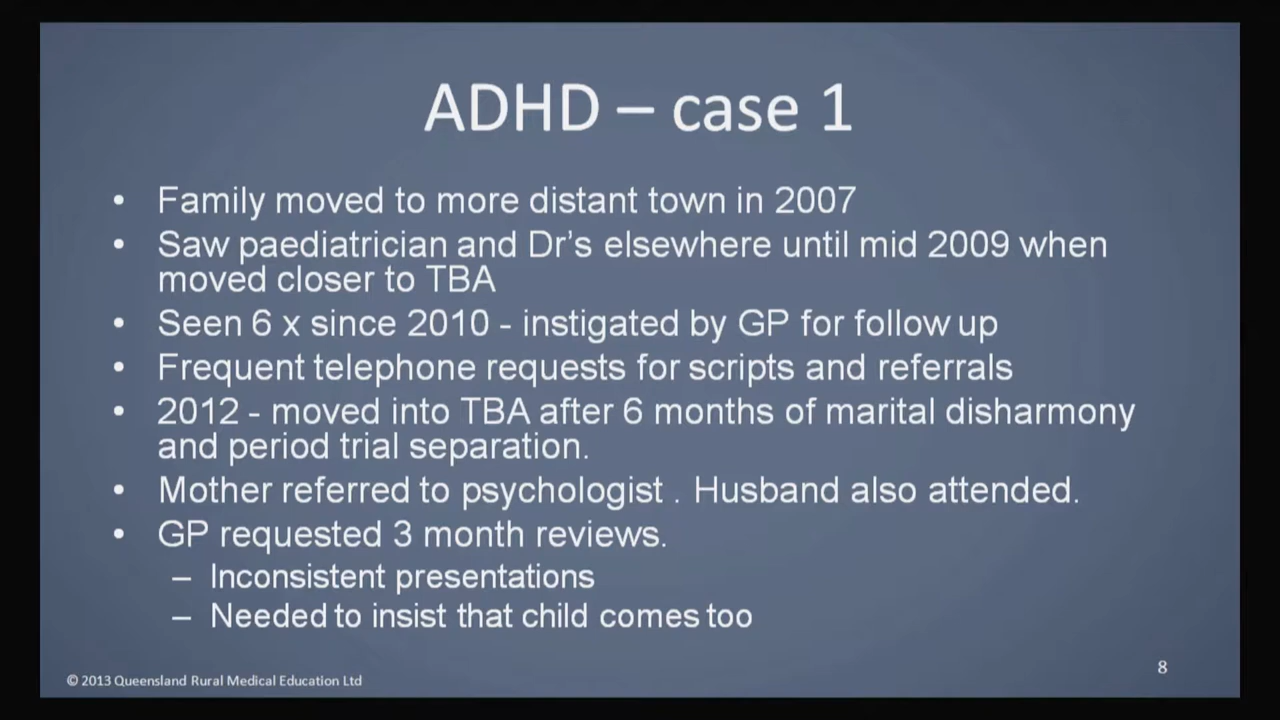 ADHD – case 1
• Family moved to more distant town in 2007
• Saw paediatrician and Dr's elsewhere until mid 2009 when
moved closer to TBA
• Seen 6 x since 2010 - instigated by GP for follow up
• Frequent telephone requests for scripts and referrals
• 2012 - moved into TBA after 6 months of marital disharmony
and period trial separation.
• Mother referred to psychologist . Husband also attended.
• GP requested 3 month reviews.
– Inconsistent presentations
– Needed to insist that child comes too
8
© 2013 Queensland Rural Medical Education Ltd